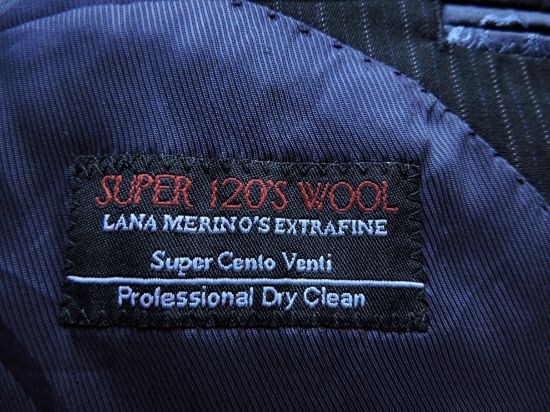 SUPER 120'S WOOL
LANA MERINO'S EXTRAFINE
Super Cento Venti
Professional Dry Clean